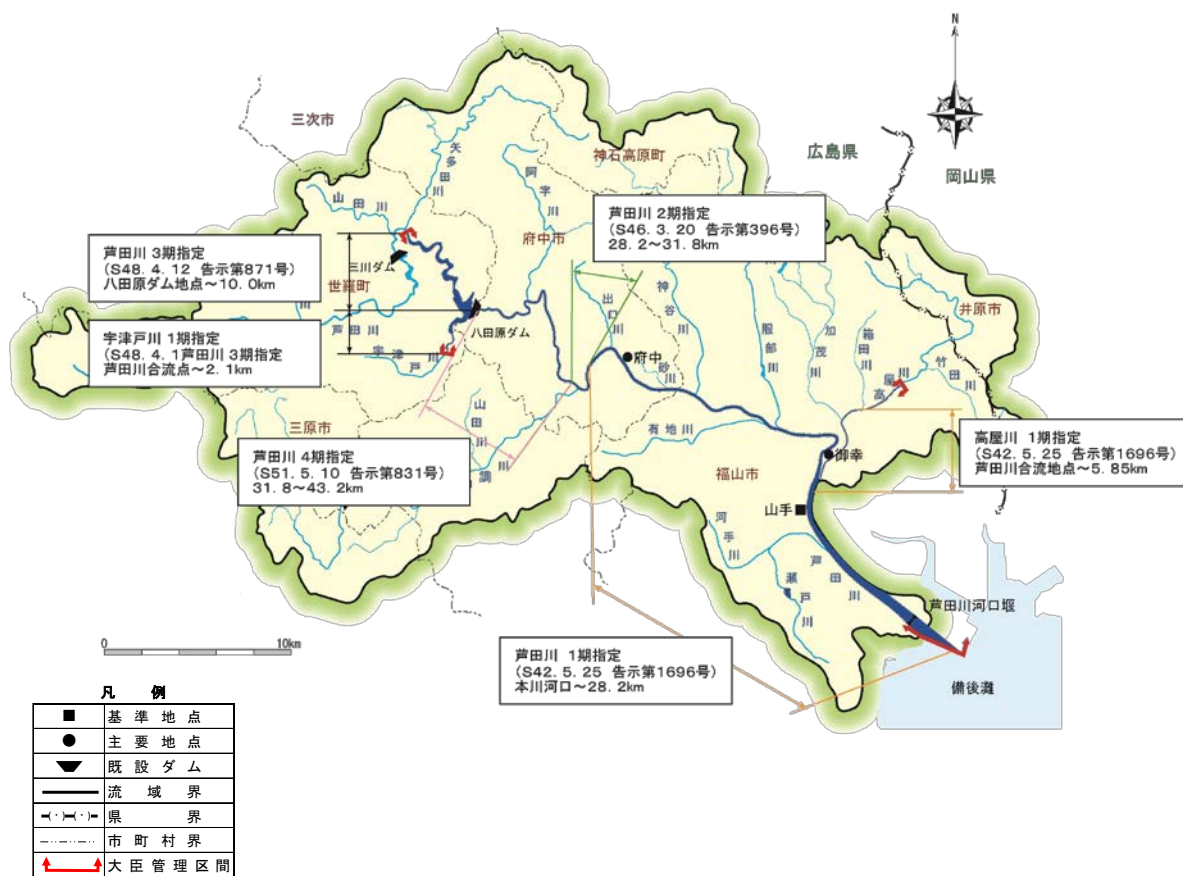 N
三次市
神石高原町
広島県
岡山県
矢多田川
阿字川
山田川
芦田川 2期指定
(S46. 3. 20 告示第396号)
28. 2～31. 8km
府中市
芦田川 3期指定
(S48. 4. 12 告示第871号)
八田原ダム地点～10. 0km
三川ダム
世羅町
出口川
神谷川
服部川
加茂川
箱田川
井原市
竹田川
高屋川
川
芦田川
八田原ダム
宇津戸川 1期指定
(S48. 4. 1芦田川 3期指定
芦田川合流点～2. 1km
宇津戸川
府中
砂川
三原市
山田川
有地川
芦田川 4期指定
(S51. 5. 10 告示第831号)
31. 8～43. 2km
調川
御幸
高屋川 1期指定
(S42. 5. 25 告示第1696号)
芦田川合流地点～5. 85km
福山市
山手
河手川
芦田川
瀬戸川
芦田川河口堰
0 10km
芦田川 1期指定
(S42. 5. 25 告示第1696号)
本川河口～28. 2km
備後灘
凡 例
基準地点
主要地点
既設ダム
流域界
県界
市町村界
大臣管理区間